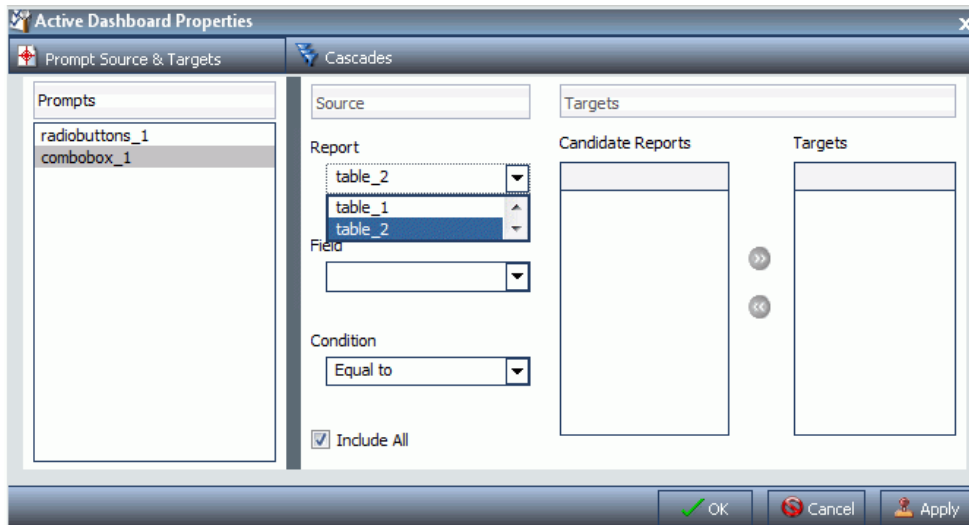 Active Dashboard Properties
x
Prompt Source & Targets
Cascades
Prompts
radiobuttons_1
combobox_1
Source
Report
table_2
table_1
table_2
Field
Condition
Equal to
Include All
Targets
Candidate Reports
Targets
OK
Cancel
Apply